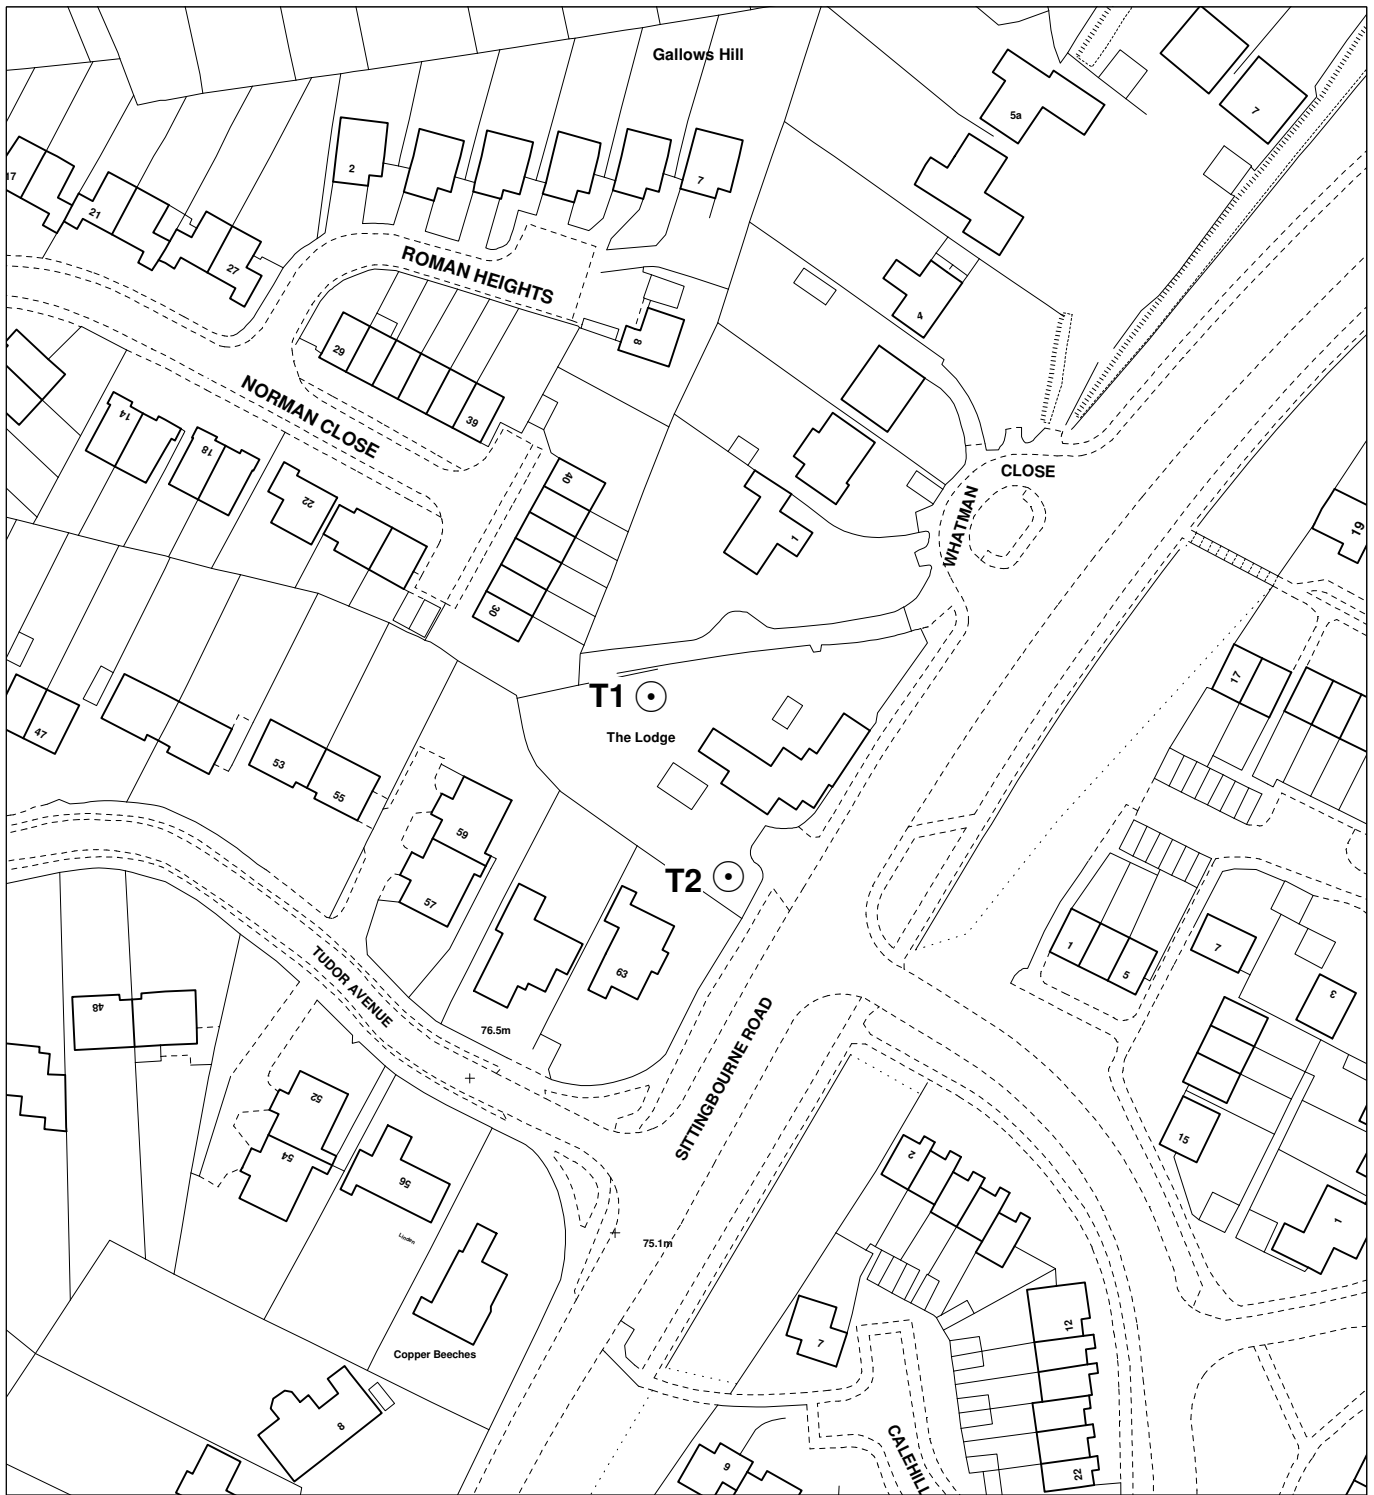 Gallows Hill
5a
7
17
21
27
2
7
ROMAN HEIGHTS
4
8
29
39
NORMAN CLOSE
14
18
22
40
30
1
CLOSE
WHATMAN
19
17
T1
The Lodge
47
53
55
59
57
T2
63
1
5
7
3
TUDOR AVENUE
76.5m
48
52
54
56
Linden
SITTINGBOURNE ROAD
75.1m
2
15
1
12
7
Copper Beeches
8
9
CALEHILL
22